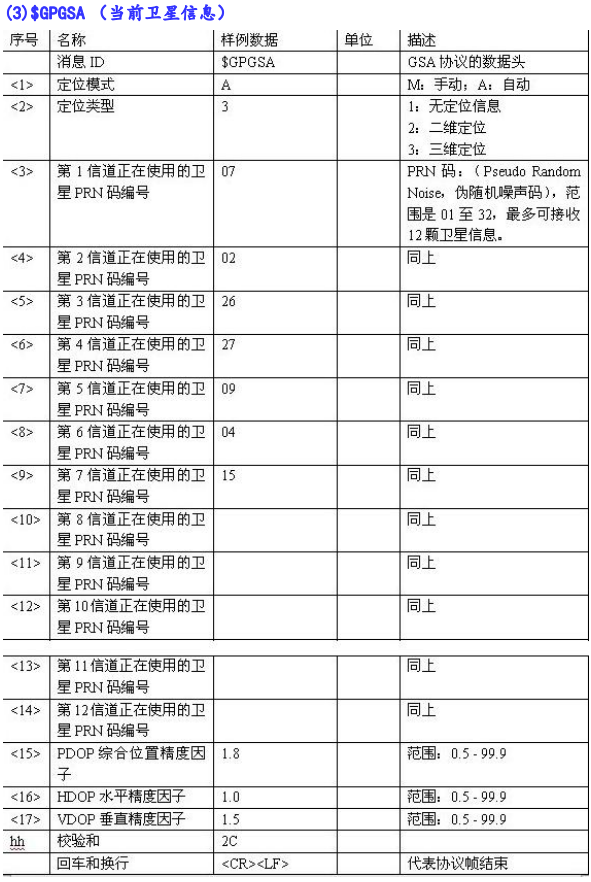 (3)$GPGSA （当前卫星信息）
序号 名称 样例数据 单位 描述
消息 ID $GPGSA GSA 协议的数据头
<1> 定位模式 A M：手动；A：自动
<2> 定位类型 3 1：无定位信息
2：二维定位
3：三维定位
<3> 第 1 信道正在使用的卫 07 PRN 码：（Pseudo Random
星 PRN 码编号 Noise，伪随机噪声码），范
围是 01 至 32，最多可接收
12颗卫星信息。
<4> 第 2 信道正在使用的卫 02 同上
星 PRN 码编号
<5> 第 3 信道正在使用的卫 26 同上
星 PRN 码编号
<6> 第 4 信道正在使用的卫 27 同上
星 PRN 码编号
<7> 第 5 信道正在使用的卫 09 同上
星 PRN 码编号
<8> 第 6 信道正在使用的卫 04 同上
星 PRN 码编号
<9> 第 7 信道正在使用的卫 15 同上
星 PRN 码编号
<10> 第 8 信道正在使用的卫 同上
星 PRN 码编号
<11> 第 9 信道正在使用的卫 同上
星 PRN 码编号
<12> 第10信道正在使用的卫 同上
星 PRN 码编号
<13> 第11信道正在使用的卫 同上
星 PRN 码编号
<14> 第12信道正在使用的卫 同上
星 PRN 码编号
<15> PDOP 综合位置精度因 1.8 范围：0.5 - 99.9
子
<16> HDOP 水平精度因子 1.0 范围：0.5 - 99.9
<17> VDOP 垂直精度因子 1.5 范围：0.5 - 99.9
hh 校验和 2C
回车和换行 <CR><LF> 代表协议帧结束